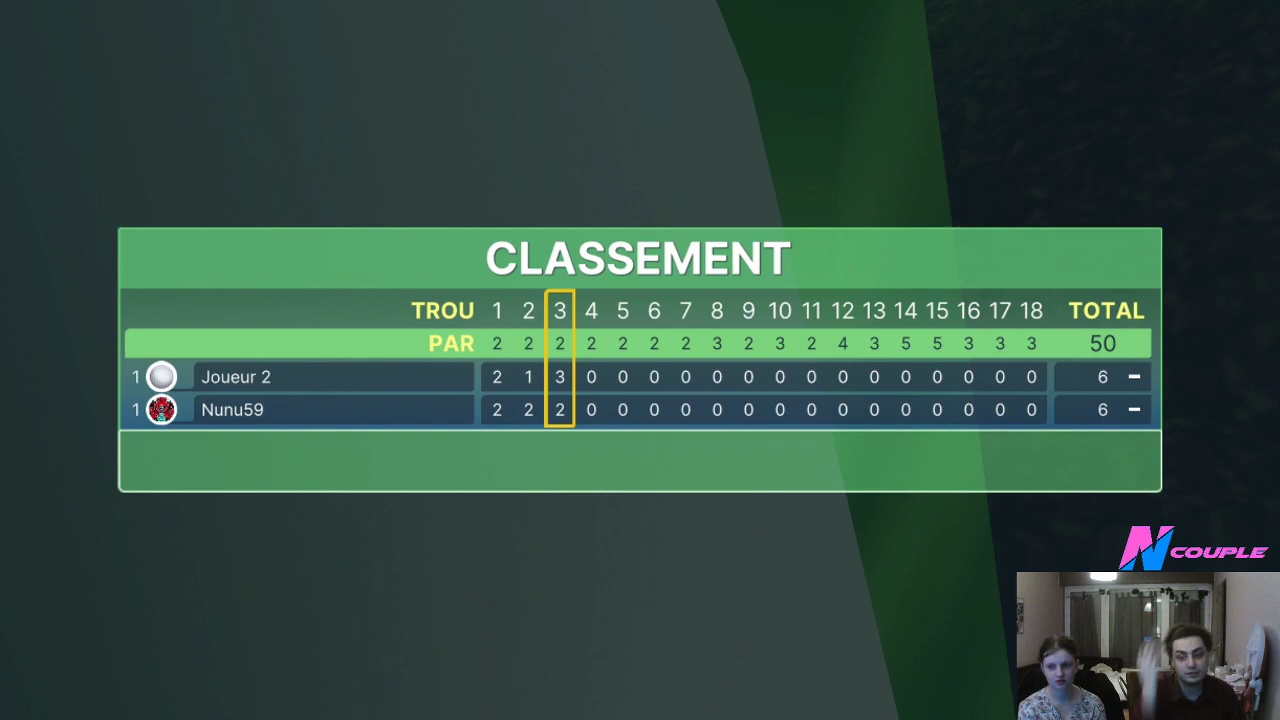 CLASSEMENT
TROU 1 2 3 4 5 6 7 8 9 10 11 12 13 14 15 16 17 18 TOTAL
PAR 2 2 2 2 2 2 2 3 2 3 2 4 3 5 5 3 3 3 50
1 Joueur 2 2 1 3 0 0 0 0 0 0 0 0 0 0 0 0 0 0 0 6 -
1 Nunu59 2 2 2 0 0 0 0 0 0 0 0 0 0 0 0 0 0 0 6 -
N COUPLE